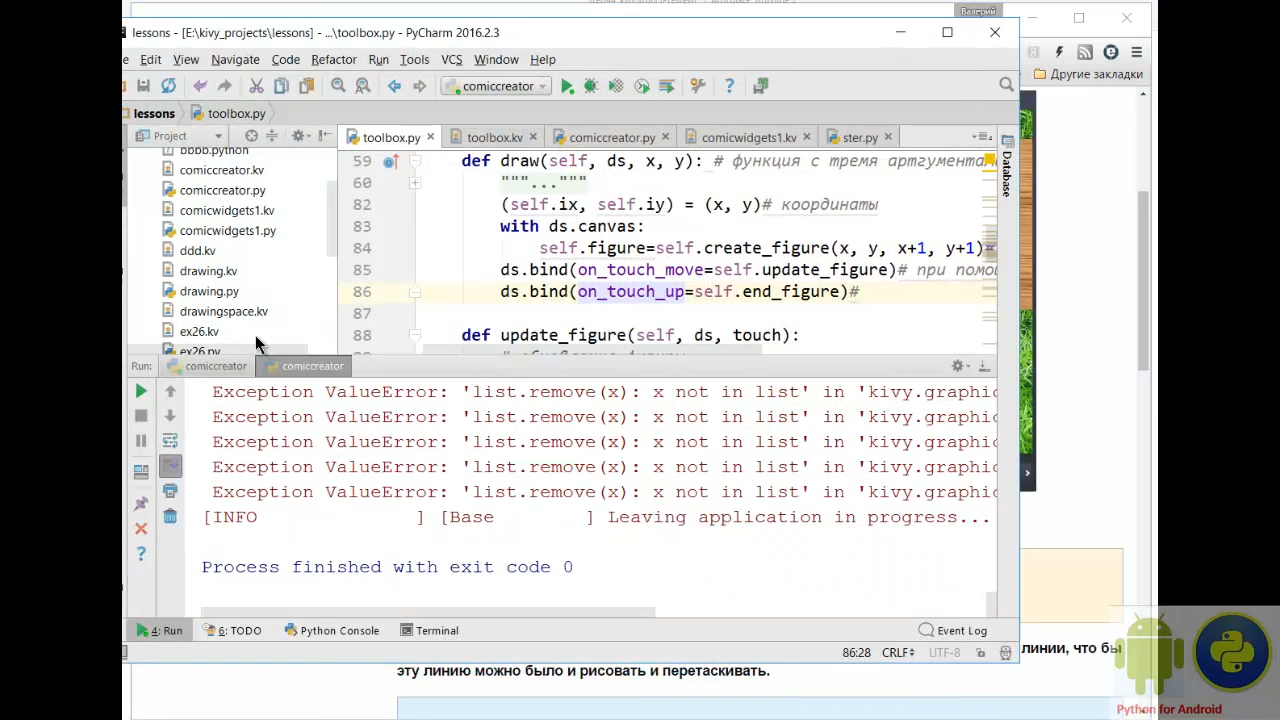 Валерий
lessons - [E:\kivy_projects\lessons] - ...\toolbox.py - PyCharm 2016.2.3
Edit View Navigate Code Refactor Run Tools VCS Window Help
Другие закладки
comiccreator
lessons toolbox.py
Project
toolbox.py toolbox.kv comiccreator.py comicwidgets1.kv ster.py
Database
bbbb.python
comiccreator.kv
comiccreator.py
comicwidgets1.kv
comicwidgets1.py
ddd.kv
drawing.kv
drawing.py
drawingspace.kv
ex26.kv
ex26.py
59 def draw(self, ds, x, y): # функция с тремя артгумента
60 """..."""
82 (self.ix, self.iy) = (x, y)# координаты
83 with ds.canvas:
84 self.figure=self.create_figure(x, y, x+1, y+1)
85 ds.bind(on_touch_move=self.update_figure)# при помо
86 ds.bind(on_touch_up=self.end_figure)#
87
88 def update_figure(self, ds, touch):
Run: comiccreator comiccreator
Exception ValueError: 'list.remove(x): x not in list' in 'kivy.graphic
Exception ValueError: 'list.remove(x): x not in list' in 'kivy.graphic
Exception ValueError: 'list.remove(x): x not in list' in 'kivy.graphic
Exception ValueError: 'list.remove(x): x not in list' in 'kivy.graphic
Exception ValueError: 'list.remove(x): x not in list' in 'kivy.graphic
[INFO ] [Base ] Leaving application in progress...
Process finished with exit code 0
4: Run 6: TODO Python Console Terminal Event Log
86:28 CRLF UTF-8
линии, что бы
эту линию можно было и рисовать и перетаскивать.
Python for Android